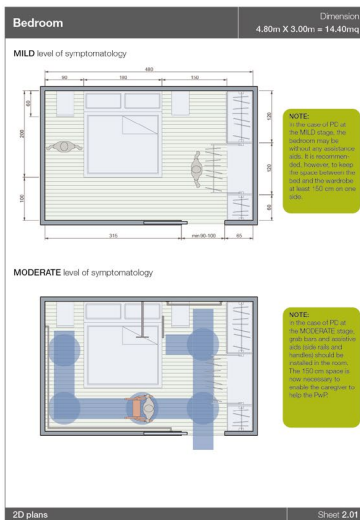 Bedroom
Dimension
4.80m X 3.00m = 14.40mq
MILD level of symptomatology
480
90
180
130
60
200
100
120
120
60
315
min 90-100
65
NOTE:
In the case of PD at
the MILD stage, the
bedroom may be
without any assistance
aids. It is recommen-
ded, however, to keep
the space between the
bed and the wardrobe
at least 150 cm on one
side.
MODERATE level of symptomatology
NOTE:
In the case of PD at
the MODERATE stage,
grab bars and assistive
aids (side rails and
handles) should be
installed in the room.
The 150 cm space is
now necessary to
enable the caregiver to
help the PwP.
2D plans
Sheet 2.01